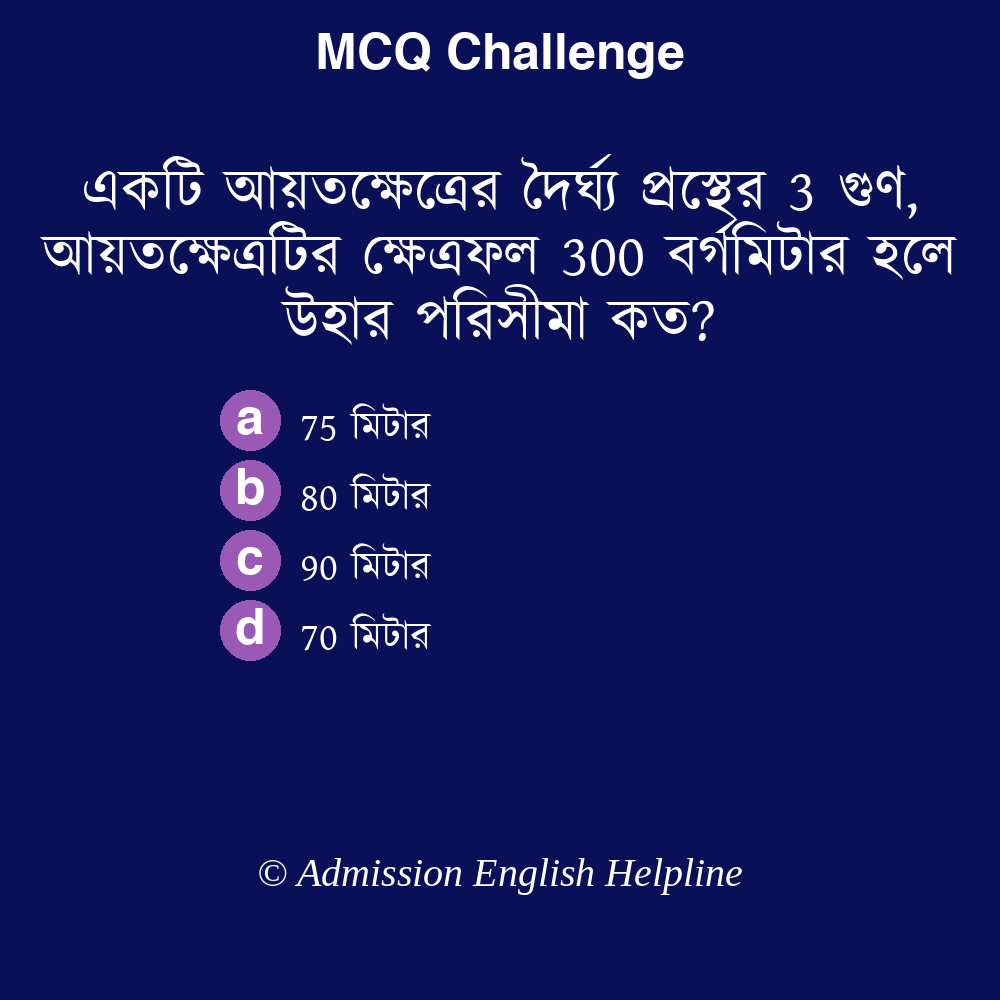 MCQ Challenge
একটি আয়তক্ষেত্রের দৈর্ঘ্য প্রস্থের 3 গুণ,
আয়তক্ষেত্রটির ক্ষেত্রফল 300 বর্গমিটার হলে
উহার পরিসীমা কত?
a 75 মিটার
b 80 মিটার
c 90 মিটার
d 70 মিটার
© Admission English Helpline